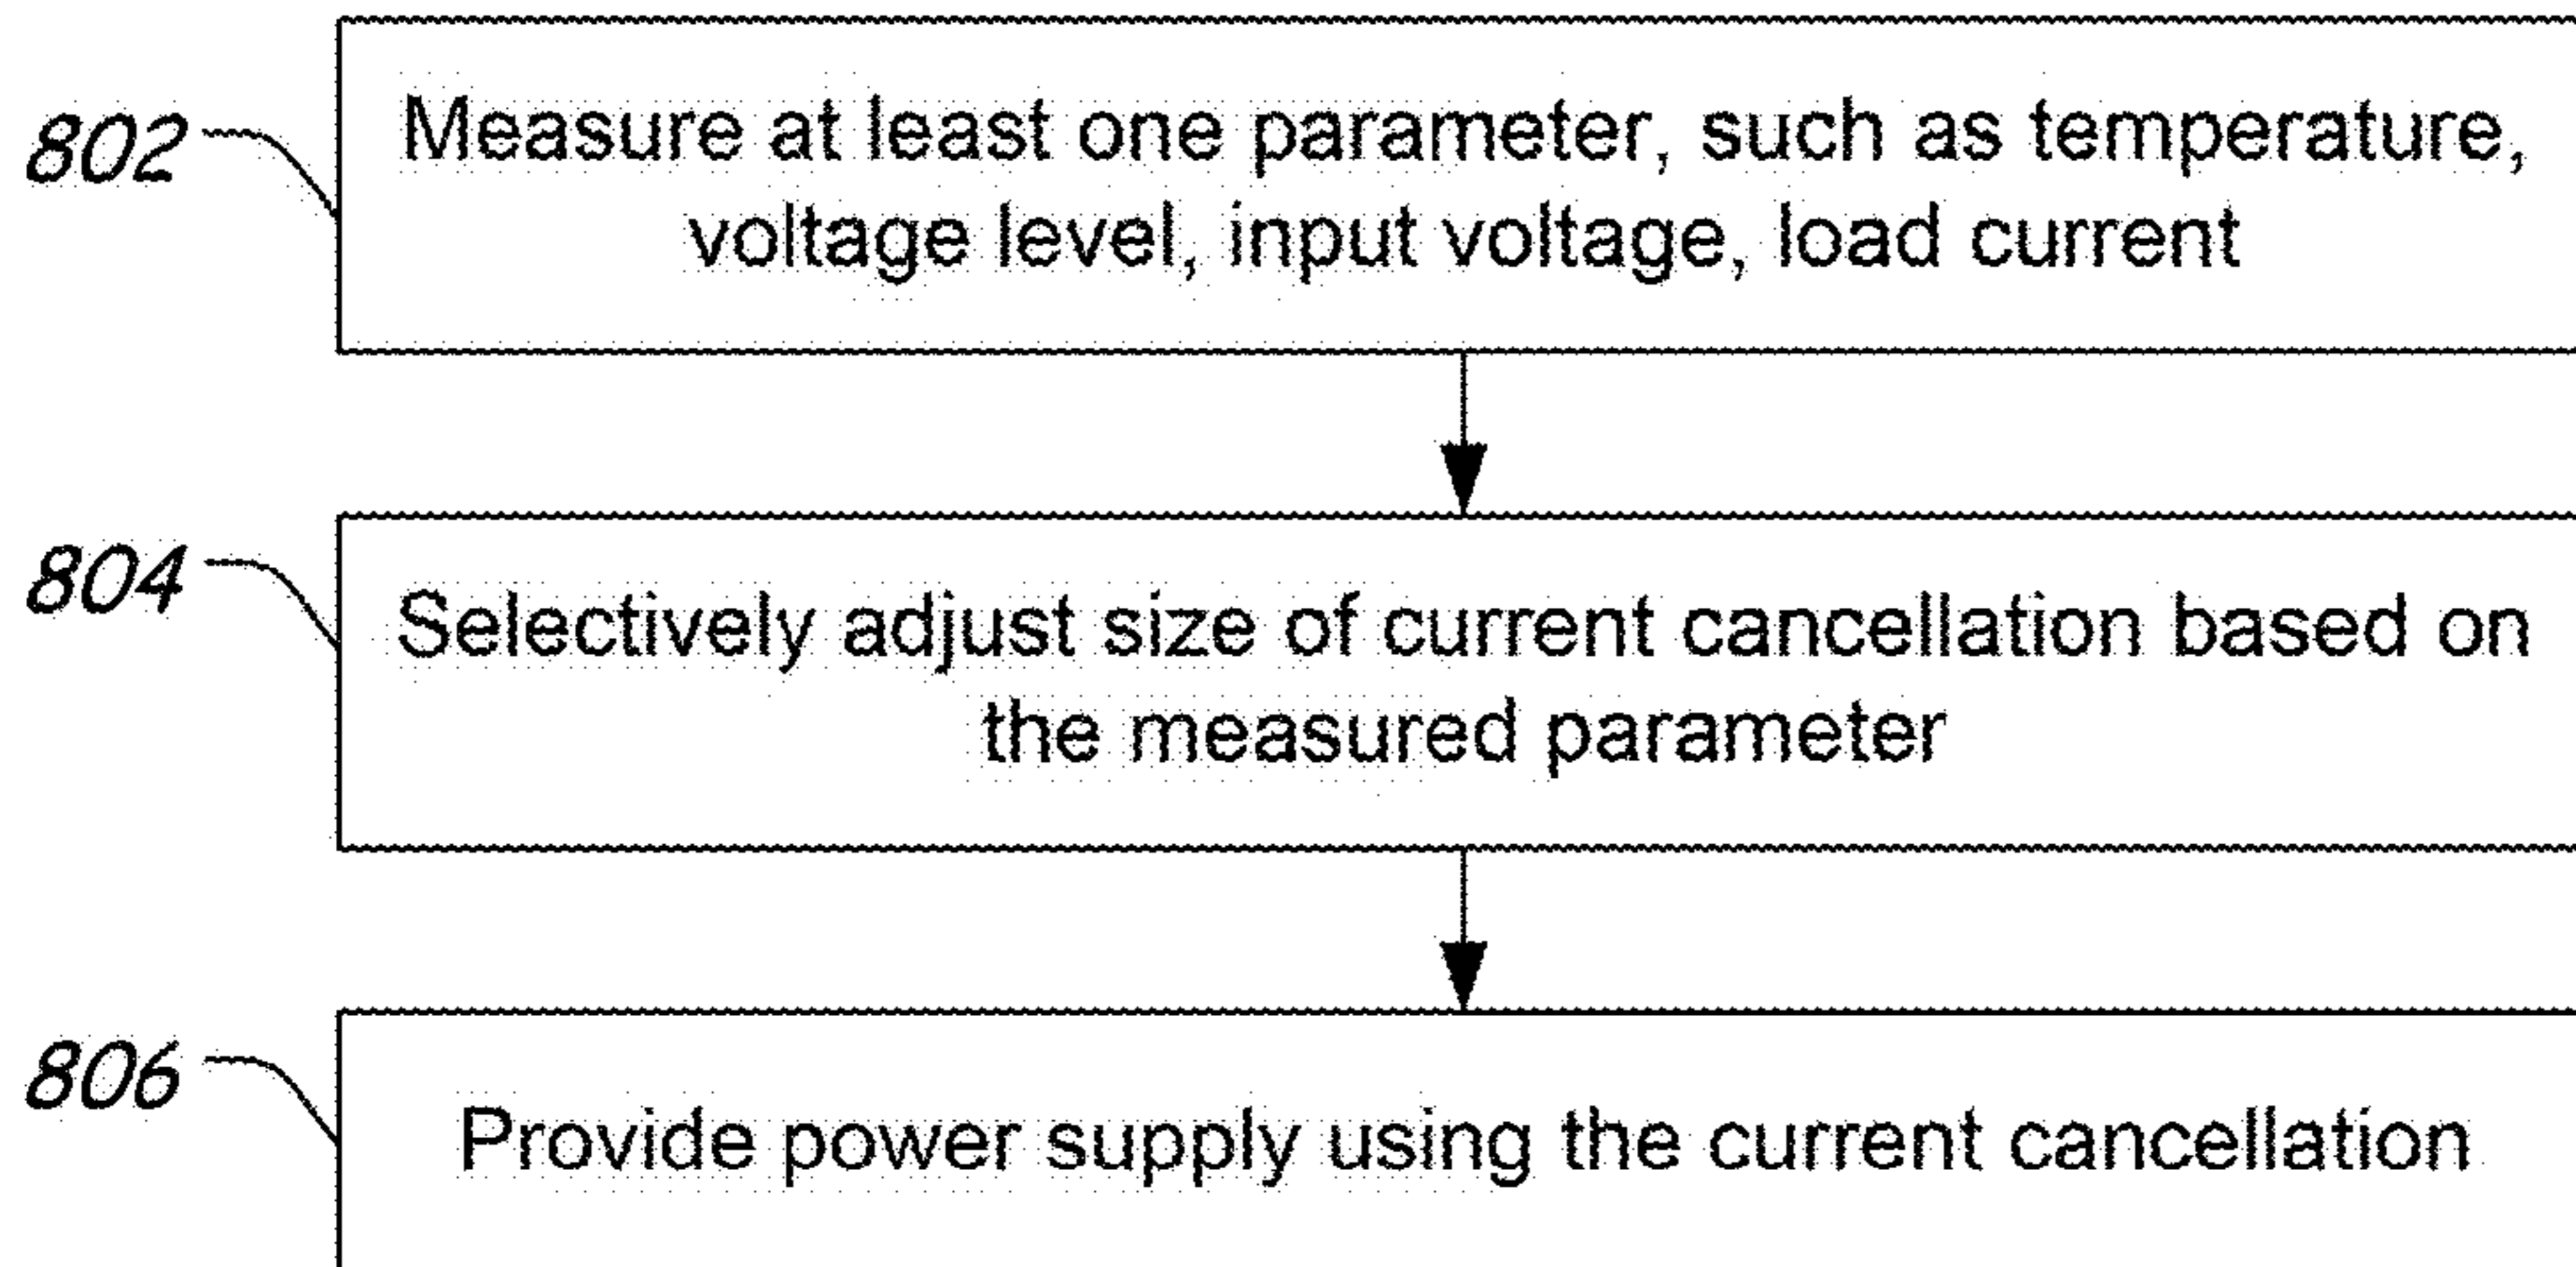 802
Measure at least one parameter, such as temperature,
voltage level, input voltage, load current
804
Selectively adjust size of current cancellation based on
the measured parameter
806
Provide power supply using the current cancellation